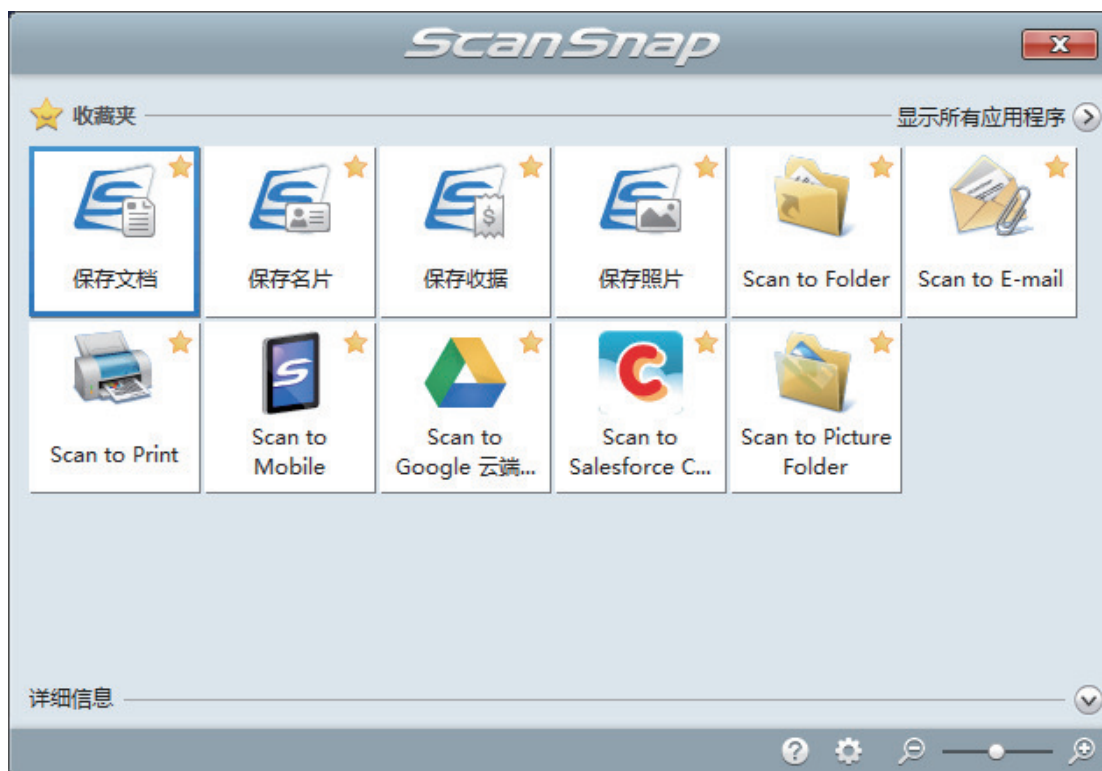 ScanSnap
收藏夹
显示所有应用程序
保存文档
保存名片
保存收据
保存照片
Scan to Folder
Scan to E-mail
Scan to Print
Scan to
Mobile
Scan to
Google 云端...
Scan to
Salesforce C...
Scan to Picture
Folder
详细信息